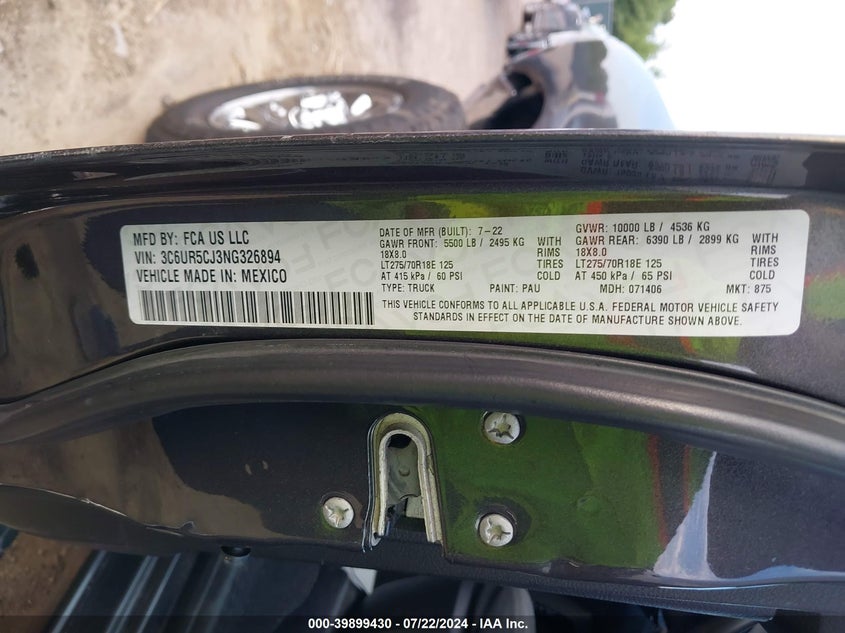 MFD BY: FCA US LLC
VIN: 3C6UR5CJ3NG326894
VEHICLE MADE IN: MEXICO
DATE OF MFR (BUILT): 7-22
GAWR FRONT: 5500 LB / 2495 KG WITH
18X8.0 RIMS
LT275/70R18E 125 TIRES
AT 415 kPa / 60 PSI COLD
TYPE: TRUCK PAINT: PAU
GVWR: 10000 LB / 4536 KG
GAWR REAR: 6390 LB / 2899 KG WITH
18X8.0 RIMS
LT275/70R18E 125 TIRES
AT 450 kPa / 65 PSI COLD
MDH: 071406 MKT: 875
THIS VEHICLE CONFORMS TO ALL APPLICABLE U.S.A. FEDERAL MOTOR VEHICLE SAFETY
STANDARDS IN EFFECT ON THE DATE OF MANUFACTURE SHOWN ABOVE.
000-39899430 - 07/22/2024 - IAA Inc.